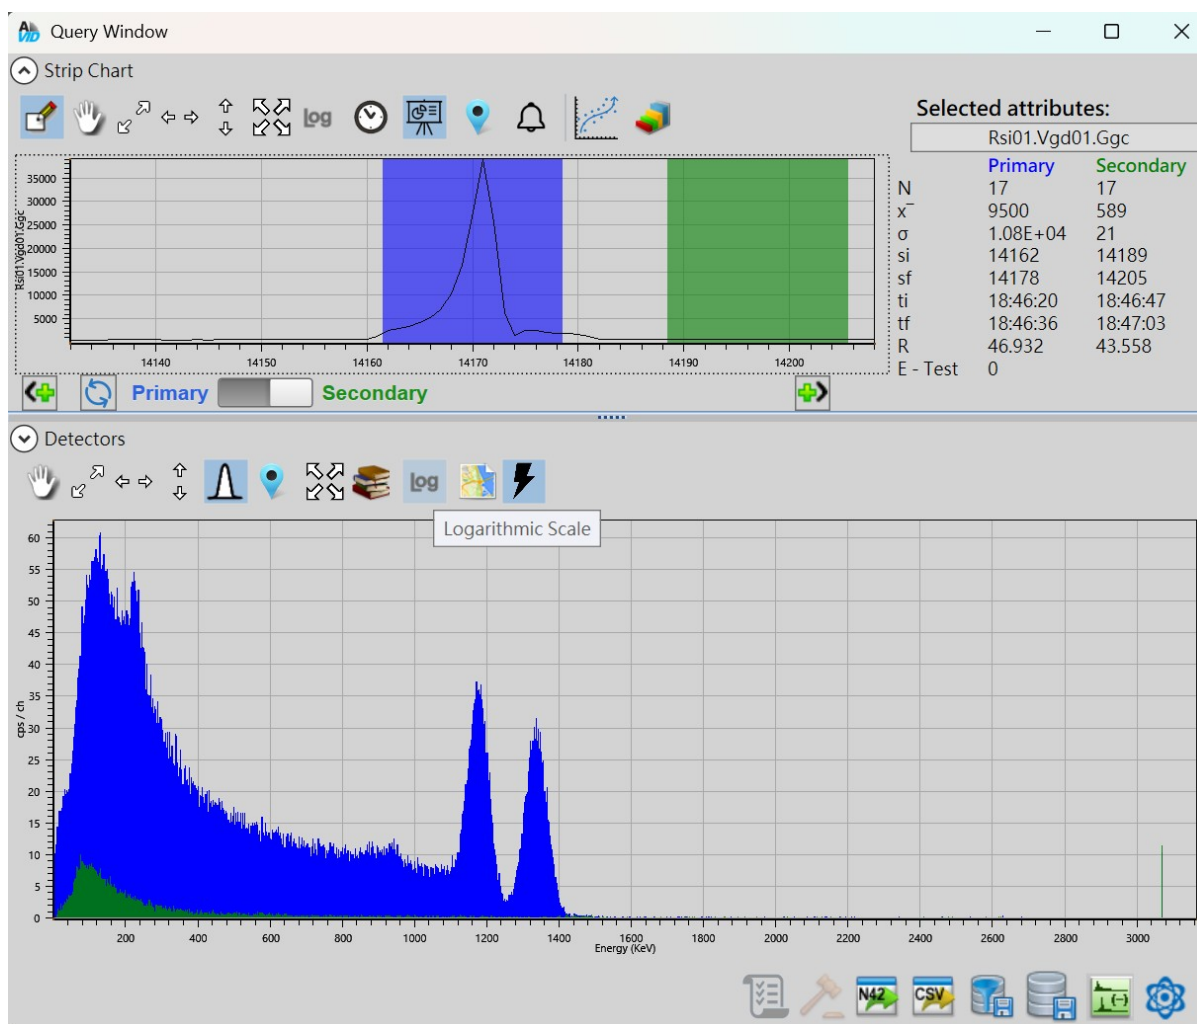 AVID Query Window
Strip Chart
Log
Selected attributes:
Rsi01.Vgd01.Ggc
Primary Secondary
N 17 17
x̄ 9500 589
σ 1.08E+04 21
si 14162 14189
sf 14178 14205
ti 18:46:20 18:46:47
tf 18:46:36 18:47:03
R 46.932 43.558
E - Test 0
Rsi01.Vgd01.Ggc
35000
30000
25000
20000
15000
10000
5000
14140 14150 14160 14170 14180 14190 14200
Primary Secondary
Detectors
Log
Logarithmic Scale
cps / ch
60
55
50
45
40
35
30
25
20
15
10
5
0
200 400 600 800 1000 1200 1400 1600 1800 2000 2200 2400 2600 2800 3000
Energy (KeV)
N42 CSV (-)